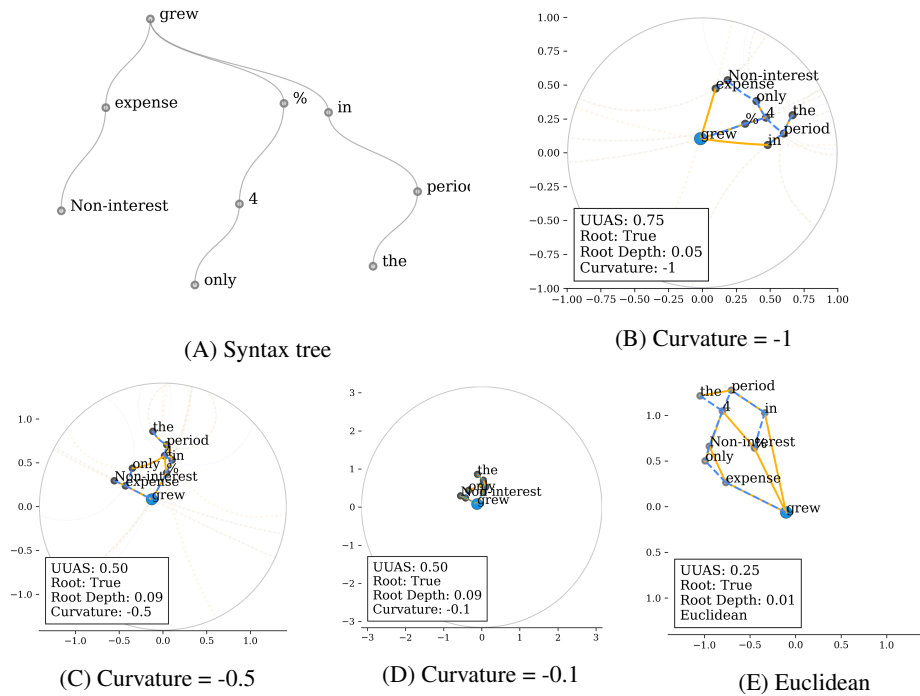 grew
expense
%
in
Non-interest
4
period
only
the
(A) Syntax tree
1.00
0.75
0.50
0.25
0.00
−0.25
−0.50
−0.75
−1.00
−1.00 −0.75 −0.50 −0.25 0.00 0.25 0.50 0.75 1.00
Non-interest
expense
only
the
% 4
period
grew
in
UUAS: 0.75
Root: True
Root Depth: 0.05
Curvature: -1
(B) Curvature = -1
1.0
0.5
0.0
−0.5
−1.0
−1.0 −0.5 0.0 0.5 1.0
the
period
4
in
only
%
Non-interest
expense
grew
UUAS: 0.50
Root: True
Root Depth: 0.09
Curvature: -0.5
(C) Curvature = -0.5
3
2
1
0
−1
−2
−3
−3 −2 −1 0 1 2 3
the
only
Non-interest
grew
UUAS: 0.50
Root: True
Root Depth: 0.09
Curvature: -0.1
(D) Curvature = -0.1
1.0
0.5
0.0
0.5
1.0
−1.0 −0.5 0.0 0.5 1.0
period
the
4
in
Non-interest
%
only
expense
grew
UUAS: 0.25
Root: True
Root Depth: 0.01
Euclidean
(E) Euclidean